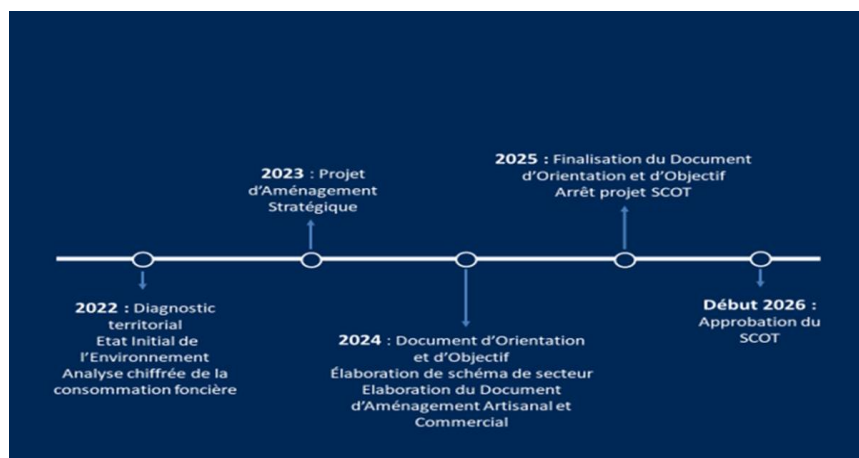 2022 : Diagnostic
territorial
Etat Initial de
l'Environnement
Analyse chiffrée de la
consommation foncière
2023 : Projet
d'Aménagement
Stratégique
2024 : Document d'Orientation
et d'Objectif
Élaboration de schéma de secteur
Elaboration du Document
d'Aménagement Artisanal et
Commercial
2025 : Finalisation du Document
d'Orientation et d'Objectif
Arrêt projet SCOT
Début 2026 :
Approbation du
SCOT